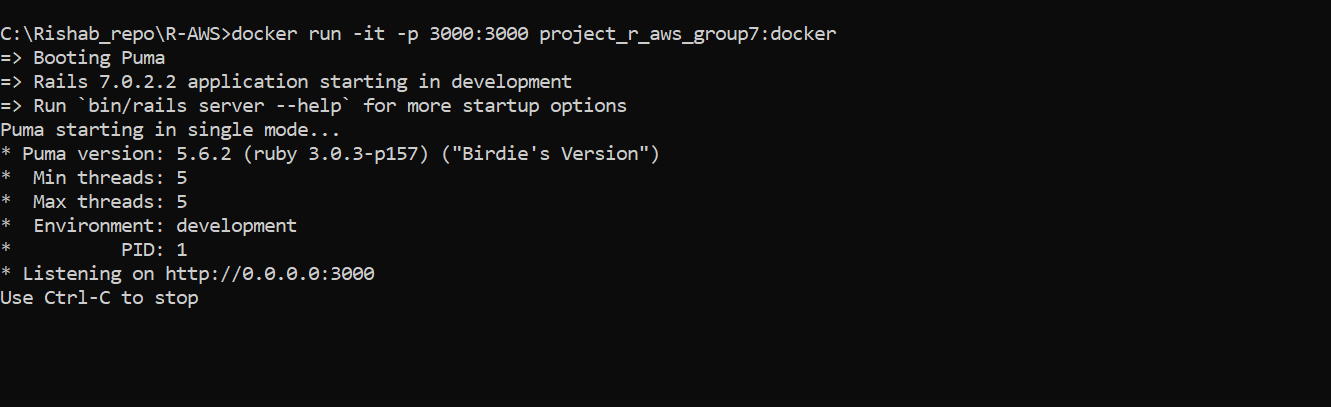 C:\Rishab_repo\R-AWS>docker run -it -p 3000:3000 project_r_aws_group7:docker
=> Booting Puma
=> Rails 7.0.2.2 application starting in development
=> Run `bin/rails server --help` for more startup options
Puma starting in single mode...
* Puma version: 5.6.2 (ruby 3.0.3-p157) ("Birdie's Version")
*  Min threads: 5
*  Max threads: 5
*  Environment: development
*          PID: 1
* Listening on http://0.0.0.0:3000
Use Ctrl-C to stop